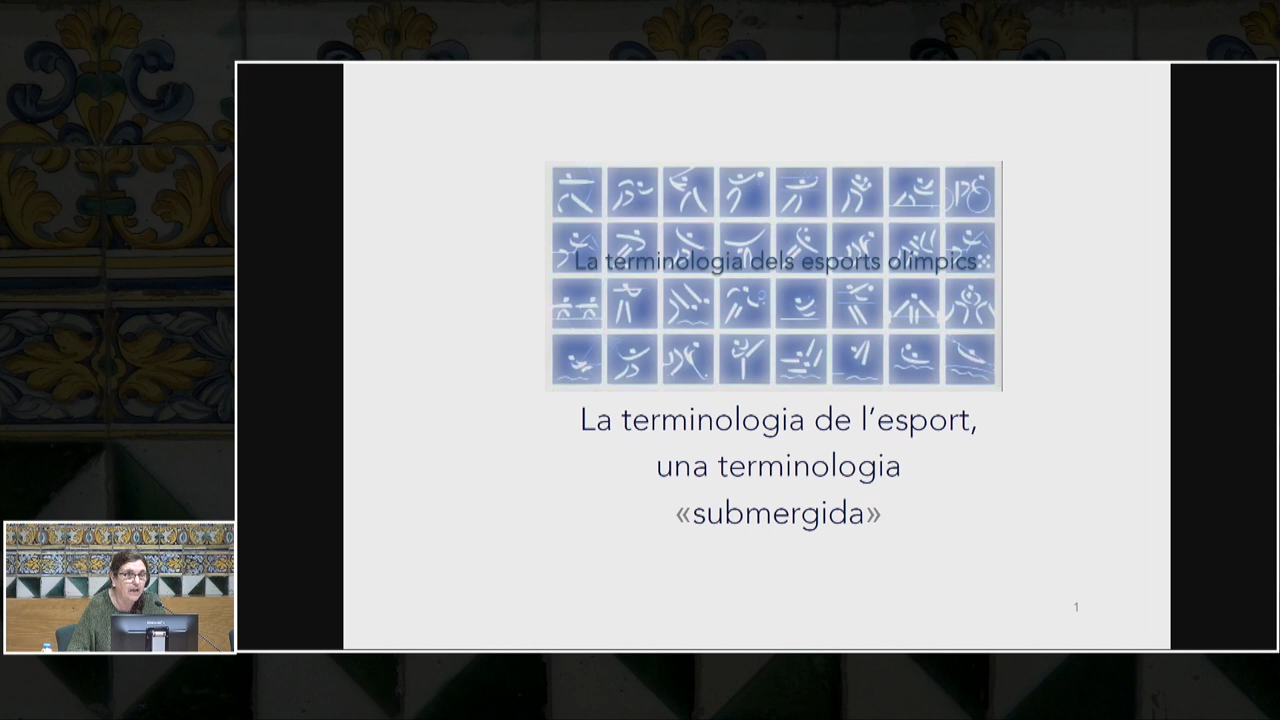 La terminologia dels esports olímpics
La terminologia de l’esport,
una terminologia
«submergida»
1